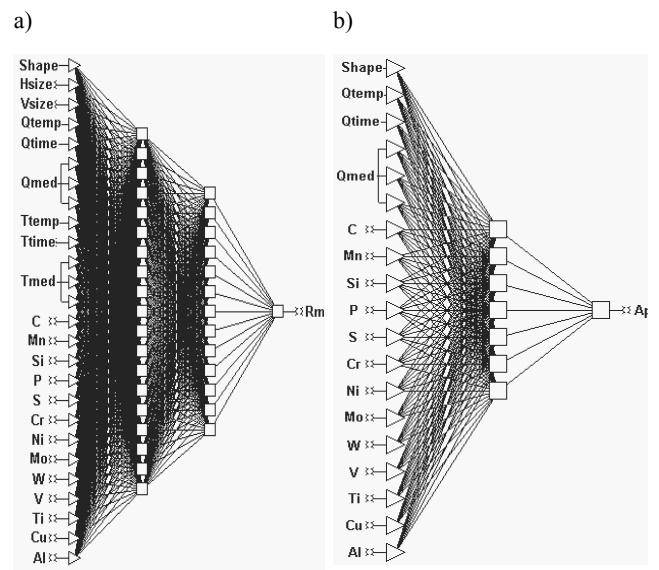 a)
Shape
Hsize
Vsize
Qtemp
Qtime
Qmed
Ttemp
Ttime
Tmed
C
Mn
Si
P
S
Cr
Ni
Mo
W
V
Ti
Cu
Al
Rm
b)
Shape
Qtemp
Qtime
Qmed
C
Mn
Si
P
S
Cr
Ni
Mo
W
V
Ti
Cu
Al
Ap